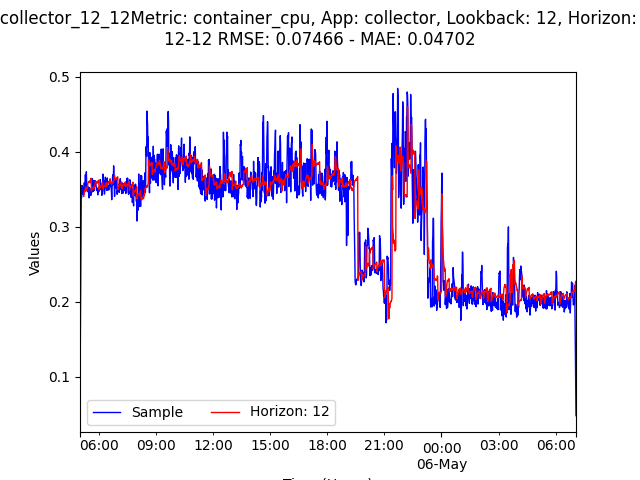 collector_12_12Metric: container_cpu, App: collector, Lookback: 12, Horizon:
12-12 RMSE: 0.07466 - MAE: 0.04702
0.5
0.4
0.3
0.2
0.1
Values
Sample
Horizon: 12
06:00 09:00 12:00 15:00 18:00 21:00 00:00 03:00 06:00
06-May